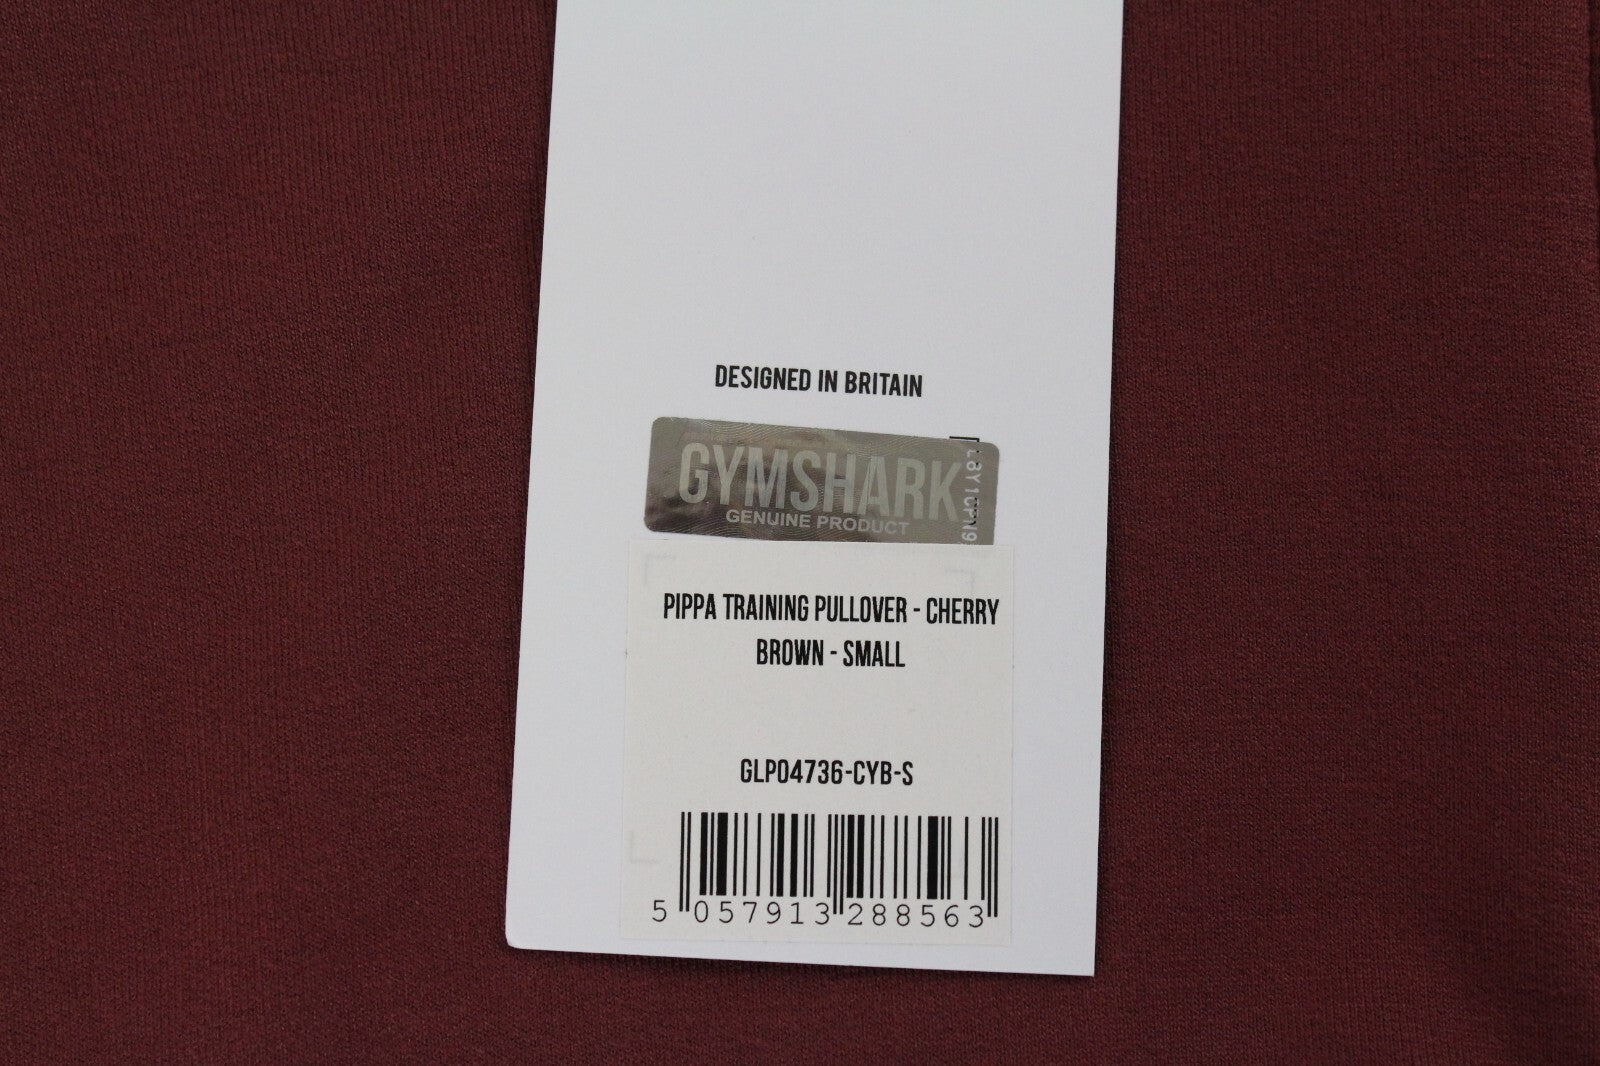 DESIGNED IN BRITAIN
GYMSHARK
GENUINE PRODUCT
PIPPA TRAINING PULLOVER - CHERRY
BROWN - SMALL
GLP04736-CYB-S
5 057913 288563